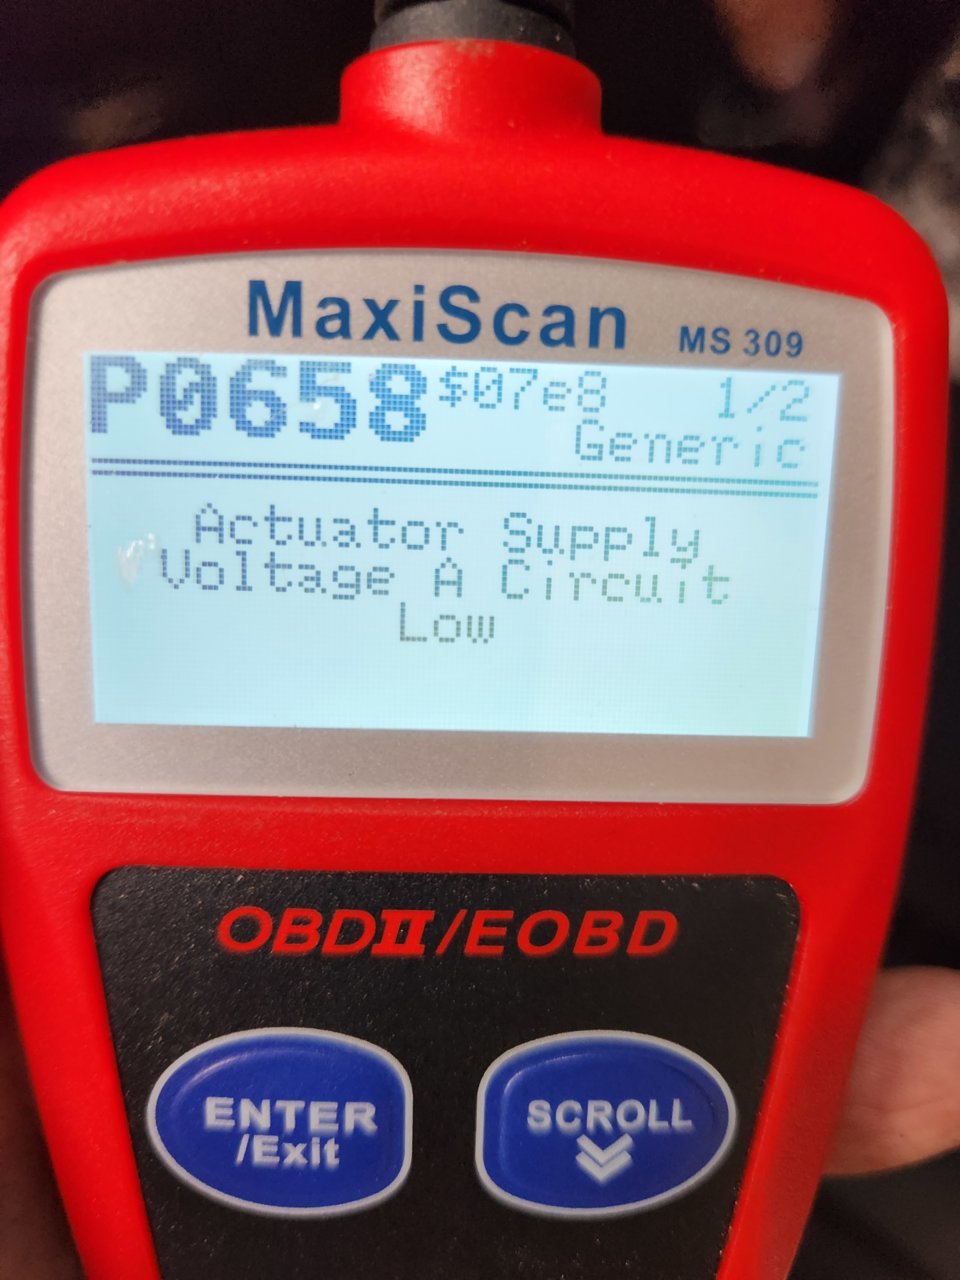 MaxiScan MS 309
P0658 $07e8 1/2
Generic
Actuator Supply
Voltage A Circuit
Low
OBDII/EOBD
ENTER
/Exit
SCROLL